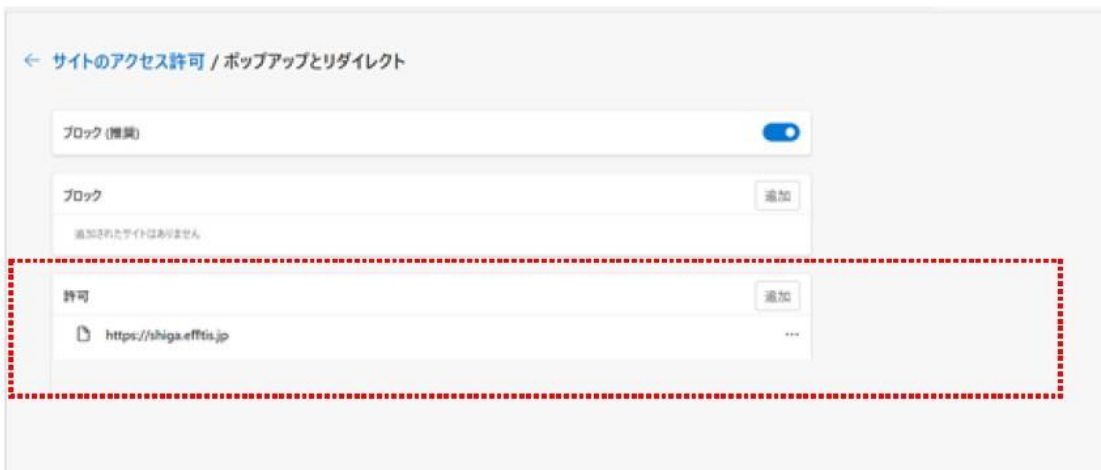 ← サイトのアクセス許可 / ポップアップとリダイレクト
ブロック (推奨)
ブロック
追加
追加されたサイトはありません
許可
追加
https://shiga.efftis.jp
...